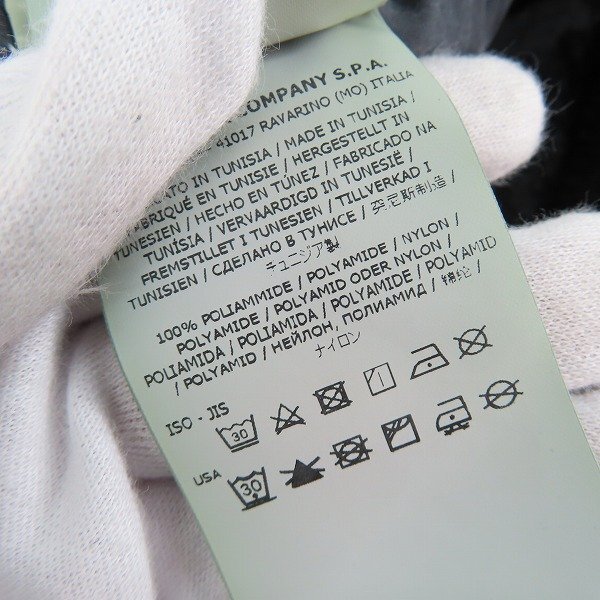 COMPANY S.P.A.
41017 RAVARINO (MO) ITALIA
IN TUNISIA / MADE IN TUNISIA /
FABRIQUÉ EN TUNISIE / HERGESTELLT IN
TUNESIEN / HECHO EN TÚNEZ / FABRICADO NA
TUNÍSIA / VERVAARDIGD IN TUNESIË /
FREMSTILLET I TUNESIEN / TILLVERKAD I
TUNISIEN / СДЕЛАНО В ТУНИСЕ / 突尼斯制造 /
チュニジア製
100% POLIAMMIDE / POLYAMIDE / NYLON /
POLYAMIDE / POLYAMID ODER NYLON /
POLIAMIDA / POLIAMIDA / POLYAMIDE / POLYAMID
/ POLYAMID / НЕЙЛОН, ПОЛИАМИД / 锦纶 /
ナイロン
ISO - JIS
30
USA
30